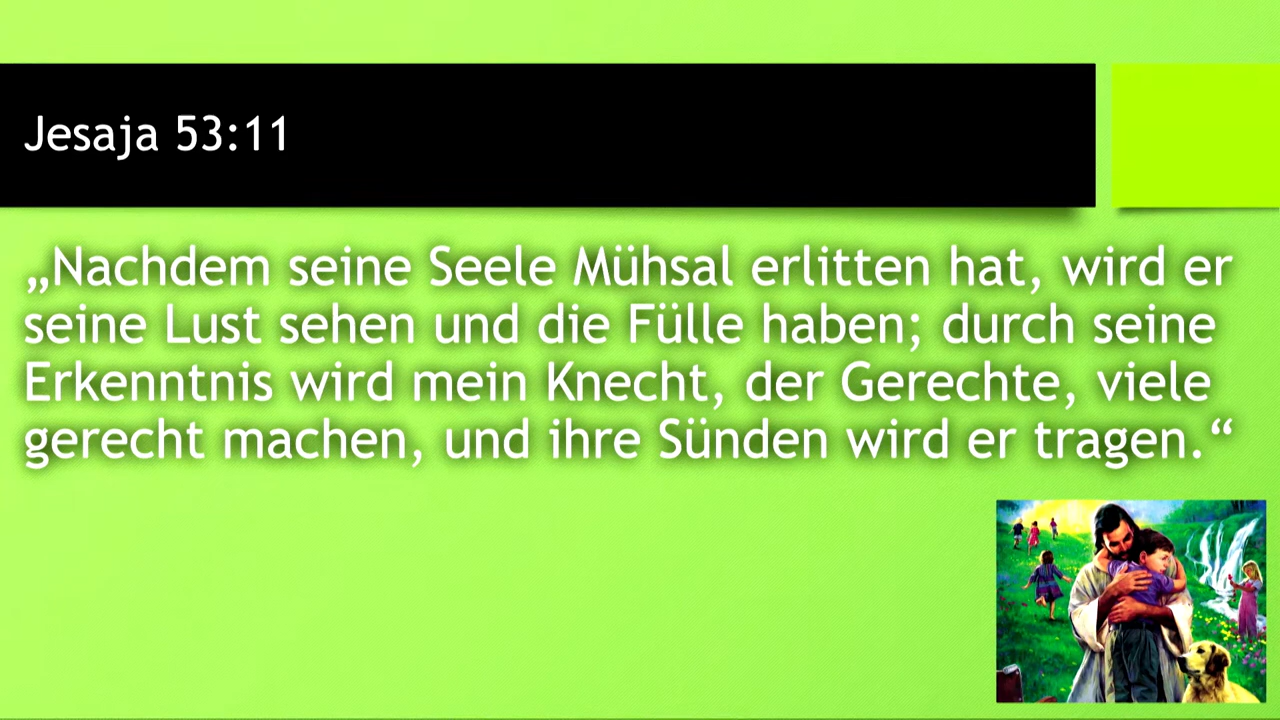 Jesaja 53:11
„Nachdem seine Seele Mühsal erlitten hat, wird er
seine Lust sehen und die Fülle haben; durch seine
Erkenntnis wird mein Knecht, der Gerechte, viele
gerecht machen, und ihre Sünden wird er tragen.“